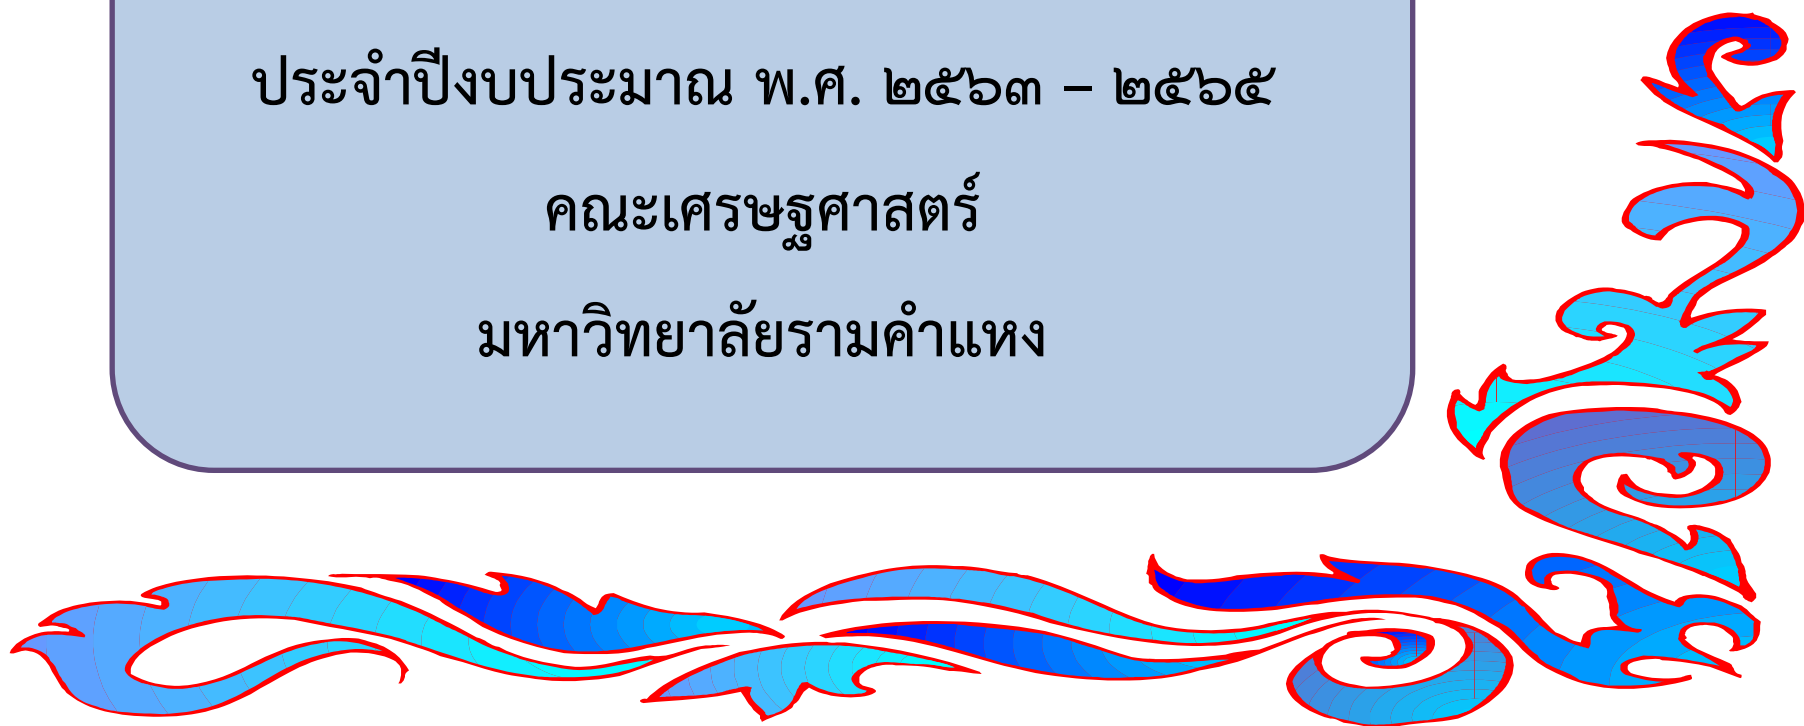 ประจำปีงบประมาณ พ.ศ. ๒๕๖๓ – ๒๕๖๕
คณะเศรษฐศาสตร์
มหาวิทยาลัยรามคำแหง